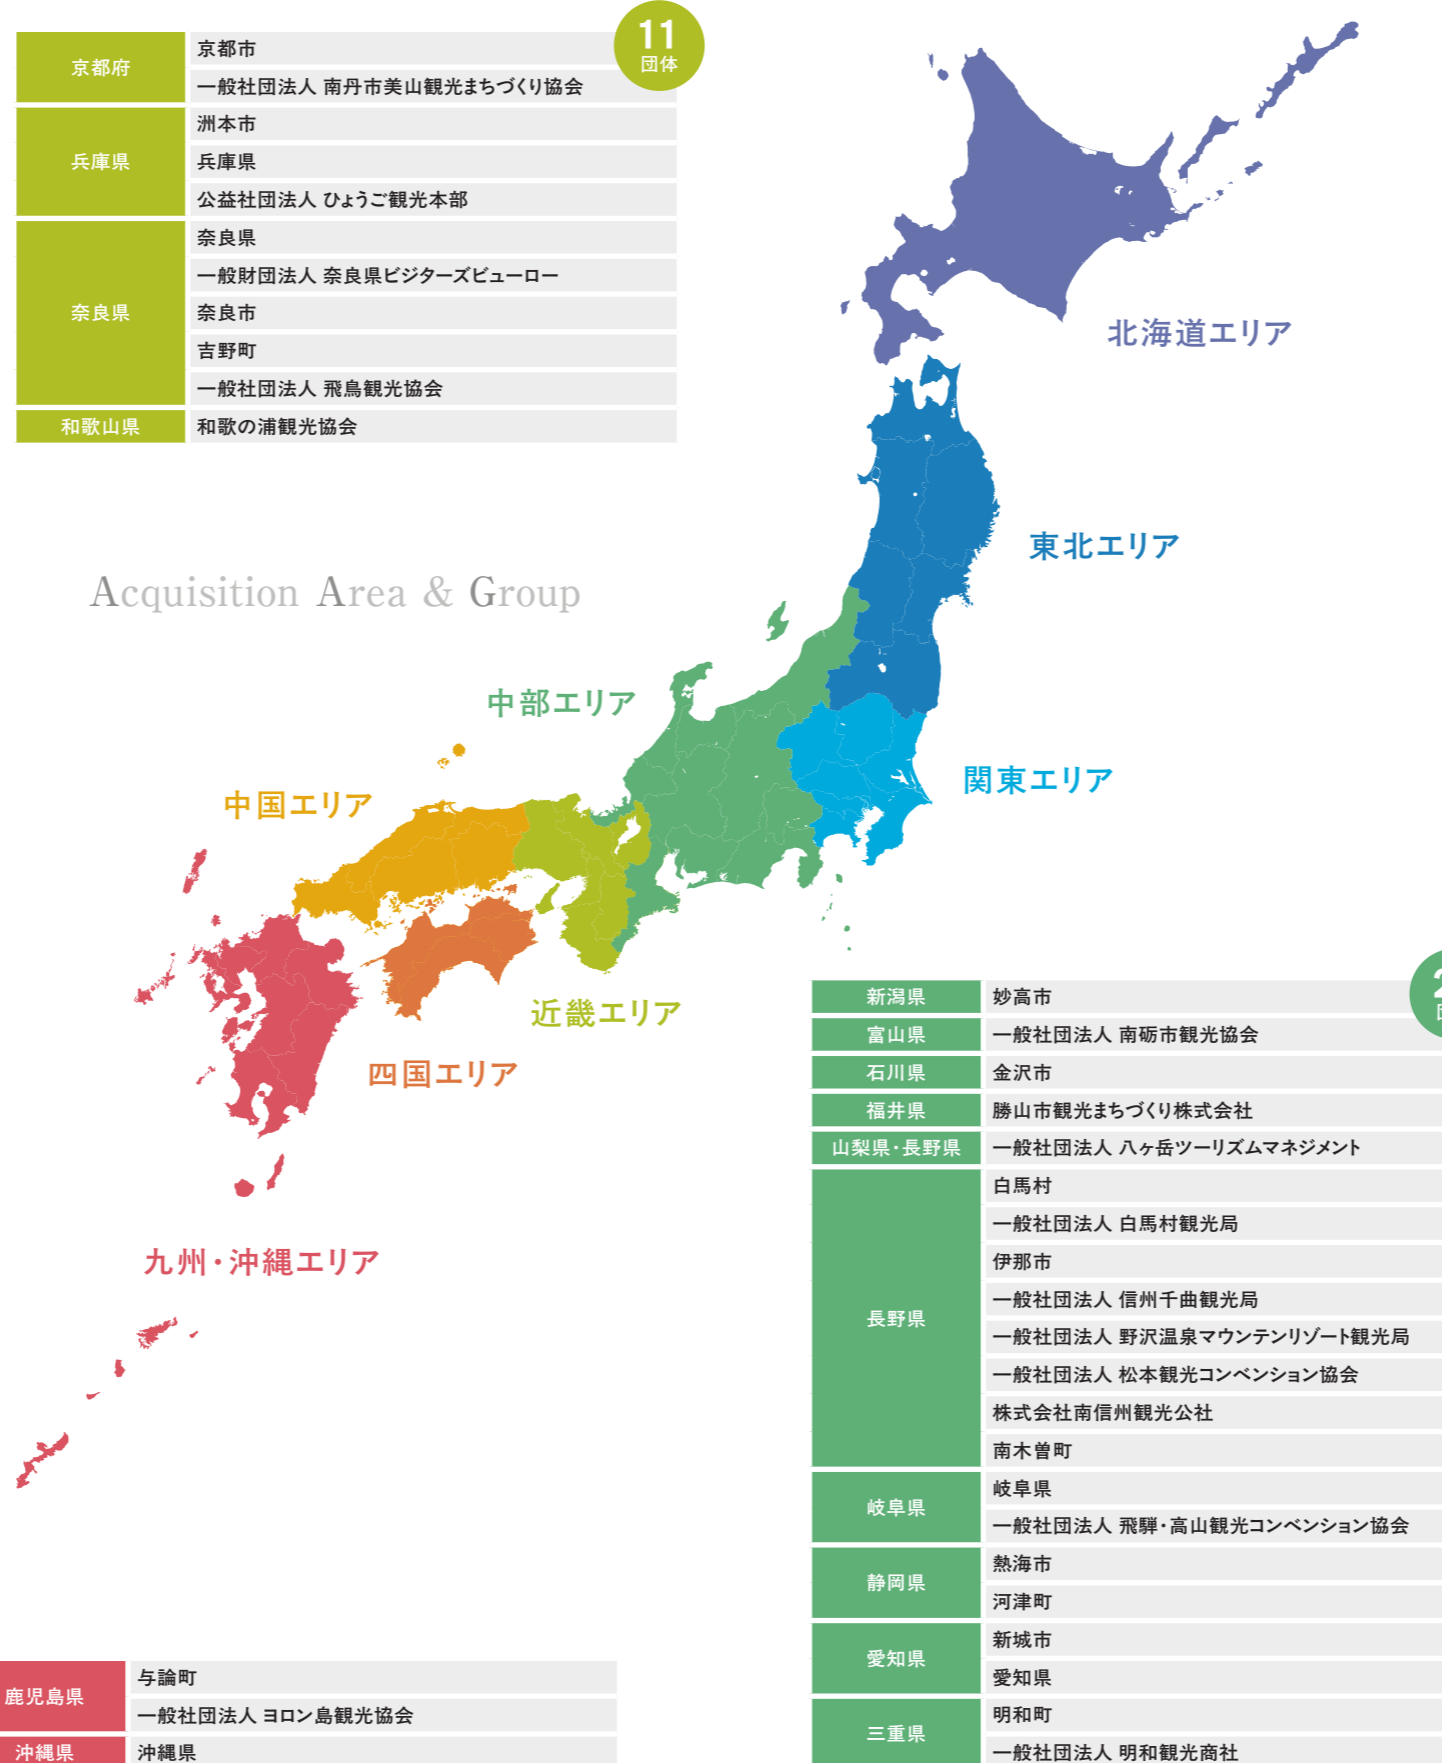 11
団体
京都府
京都市
一般社団法人 南丹市美山観光まちづくり協会
兵庫県
洲本市
兵庫県
公益社団法人 ひょうご観光本部
奈良県
奈良県
一般財団法人 奈良県ビジターズビューロー
奈良市
吉野町
一般社団法人 飛鳥観光協会
和歌山県
和歌の浦観光協会
北海道エリア
東北エリア
Acquisition Area & Group
中部エリア
関東エリア
中国エリア
近畿エリア
四国エリア
九州・沖縄エリア
新潟県
妙高市
富山県
一般社団法人 南砺市観光協会
石川県
金沢市
福井県
勝山市観光まちづくり株式会社
山梨県・長野県
一般社団法人 八ヶ岳ツーリズムマネジメント
長野県
白馬村
一般社団法人 白馬村観光局
伊那市
一般社団法人 信州千曲観光局
一般社団法人 野沢温泉マウンテンリゾート観光局
一般社団法人 松本観光コンベンション協会
株式会社南信州観光公社
南木曽町
岐阜県
岐阜県
一般社団法人 飛騨・高山観光コンベンション協会
静岡県
熱海市
河津町
愛知県
新城市
愛知県
三重県
明和町
一般社団法人 明和観光商社
鹿児島県
与論町
一般社団法人 ヨロン島観光協会
沖縄県
沖縄県